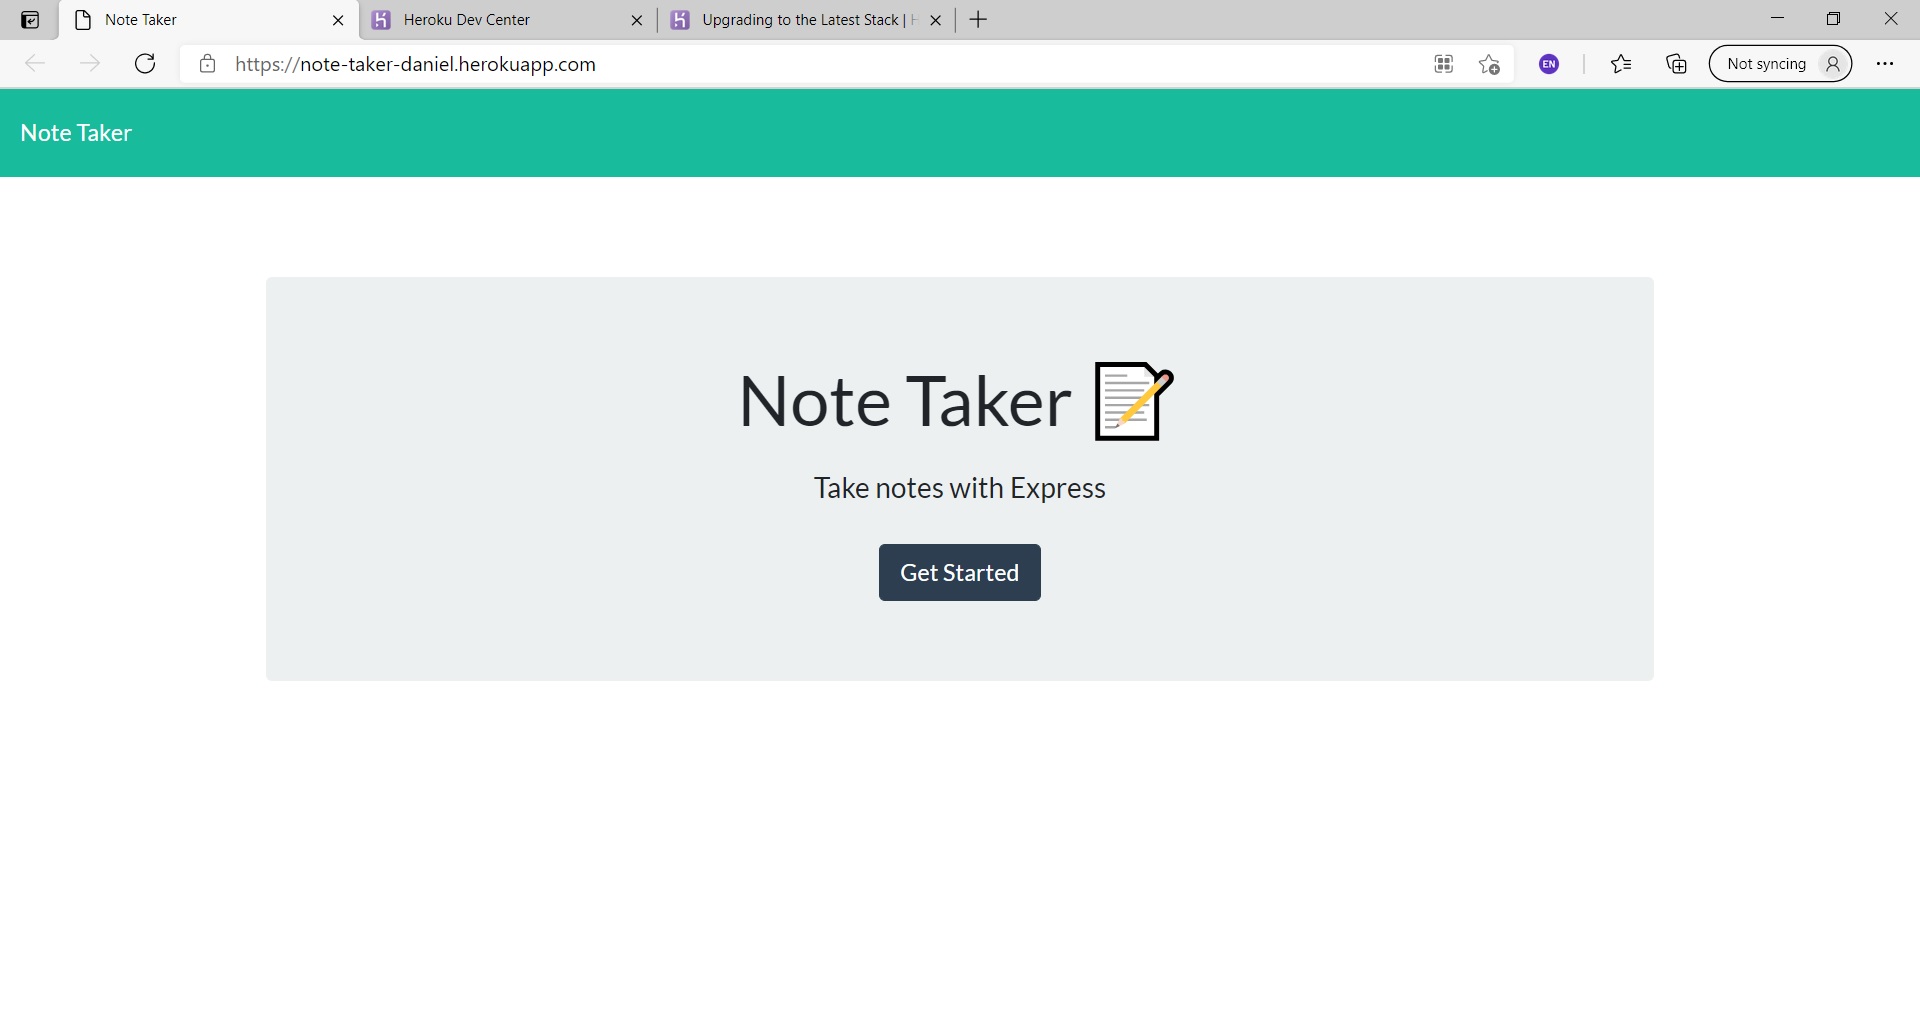 Note Taker
Heroku Dev Center
Upgrading to the Latest Stack | H
https://note-taker-daniel.herokuapp.com
EN
Not syncing
Note Taker
Note Taker
Take notes with Express
Get Started